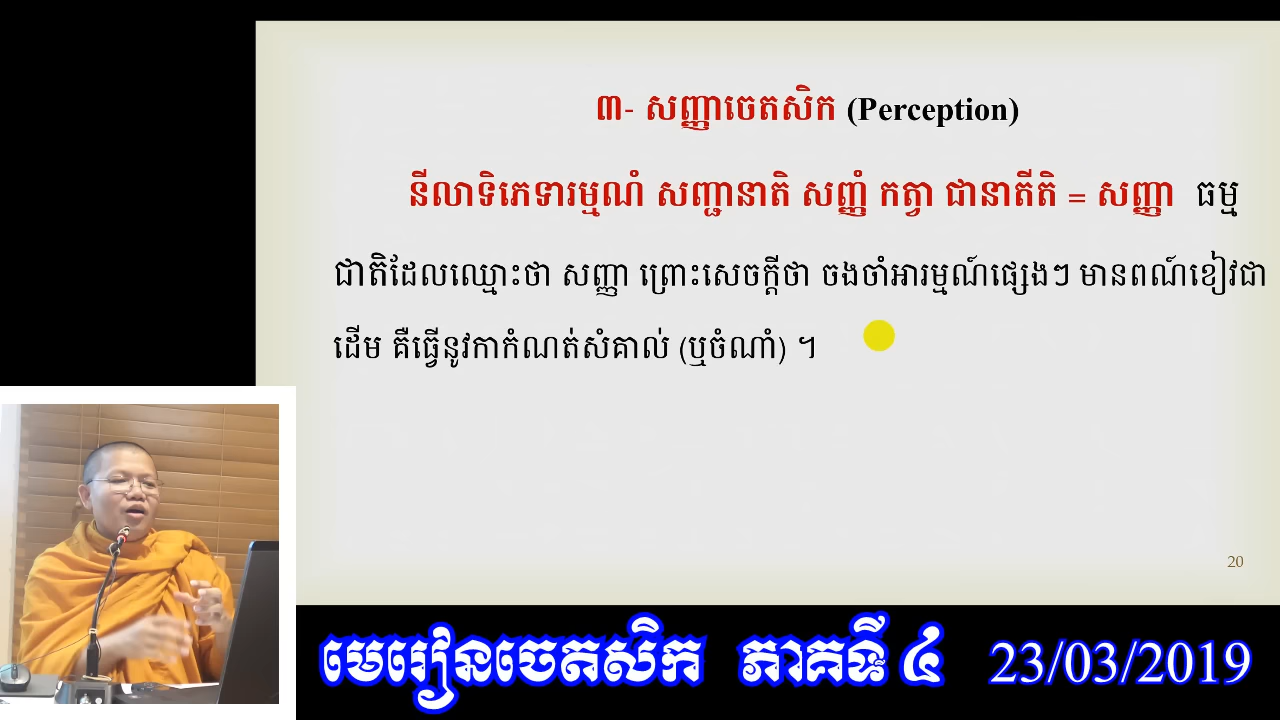 ៣- សញ្ញាចេតសិក (Perception)
នីលាទិភេទារម្មណំ សញ្ជានាតិ សញ្ញំ កត្វា ជានាតីតិ = សញ្ញា ធម្ម
ជាតិដែលឈ្មោះថា សញ្ញា ព្រោះសេចក្តីថា ចងចាំអារម្មណ៍ផ្សេងៗ មានពណ៍ខៀវជា
ដើម គឺធ្វើនូវកាកំណត់សំគាល់ (ឬចំណាំ) ។
20
មេរៀនចេតសិក ភាគទី ៤ 23/03/2019